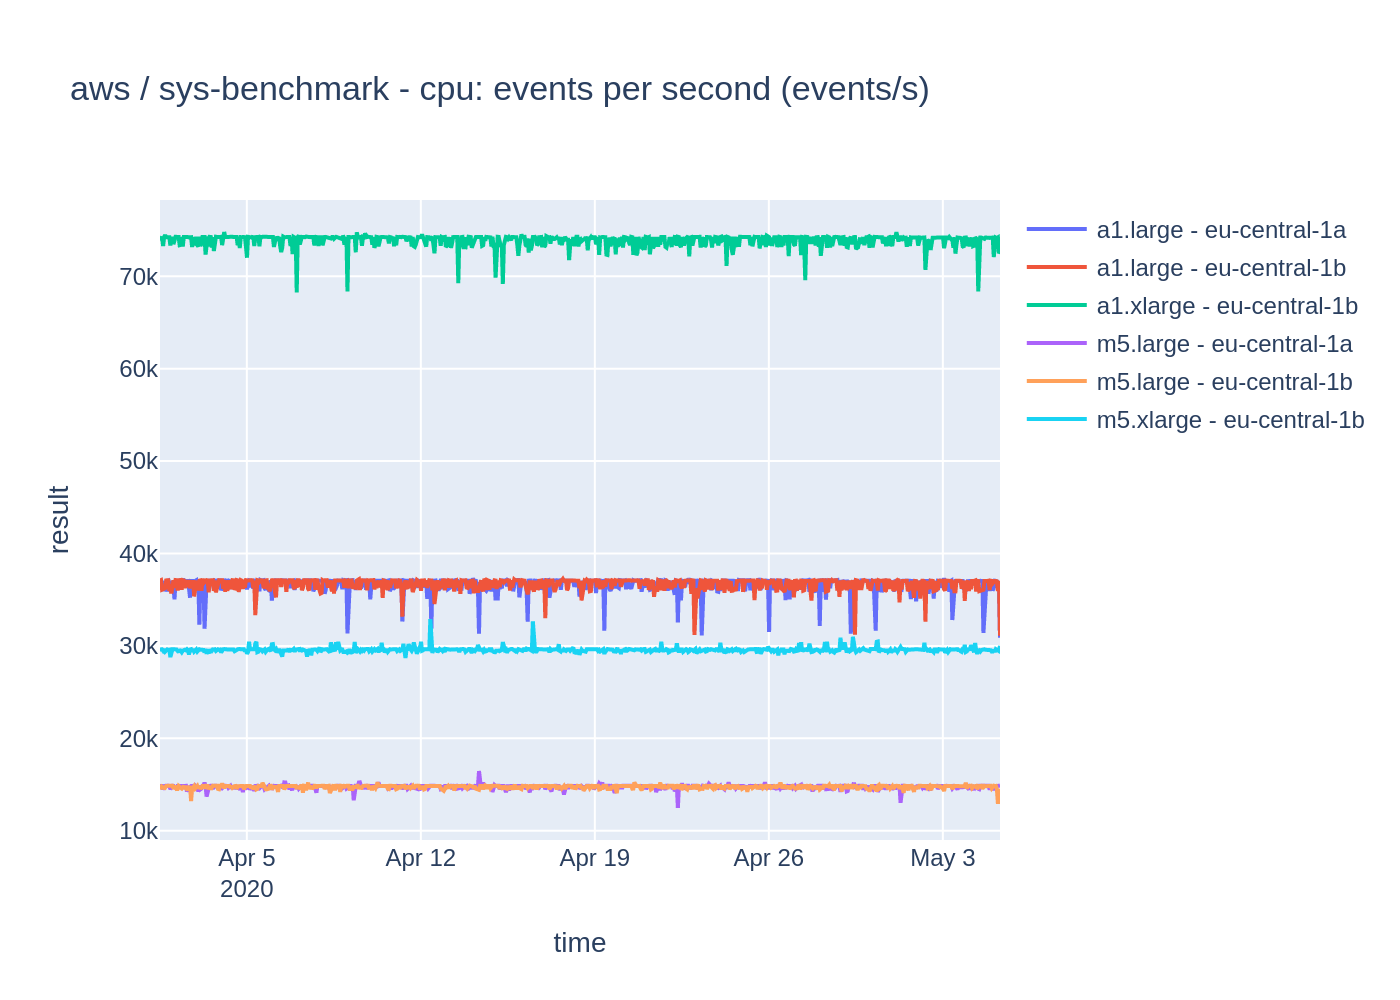 aws / sys-benchmark - cpu: events per second (events/s)
a1.large - eu-central-1a
a1.large - eu-central-1b
a1.xlarge - eu-central-1b
m5.large - eu-central-1a
m5.large - eu-central-1b
m5.xlarge - eu-central-1b
70k
60k
50k
40k
30k
20k
10k
result
Apr 5
2020
Apr 12
Apr 19
Apr 26
May 3
time